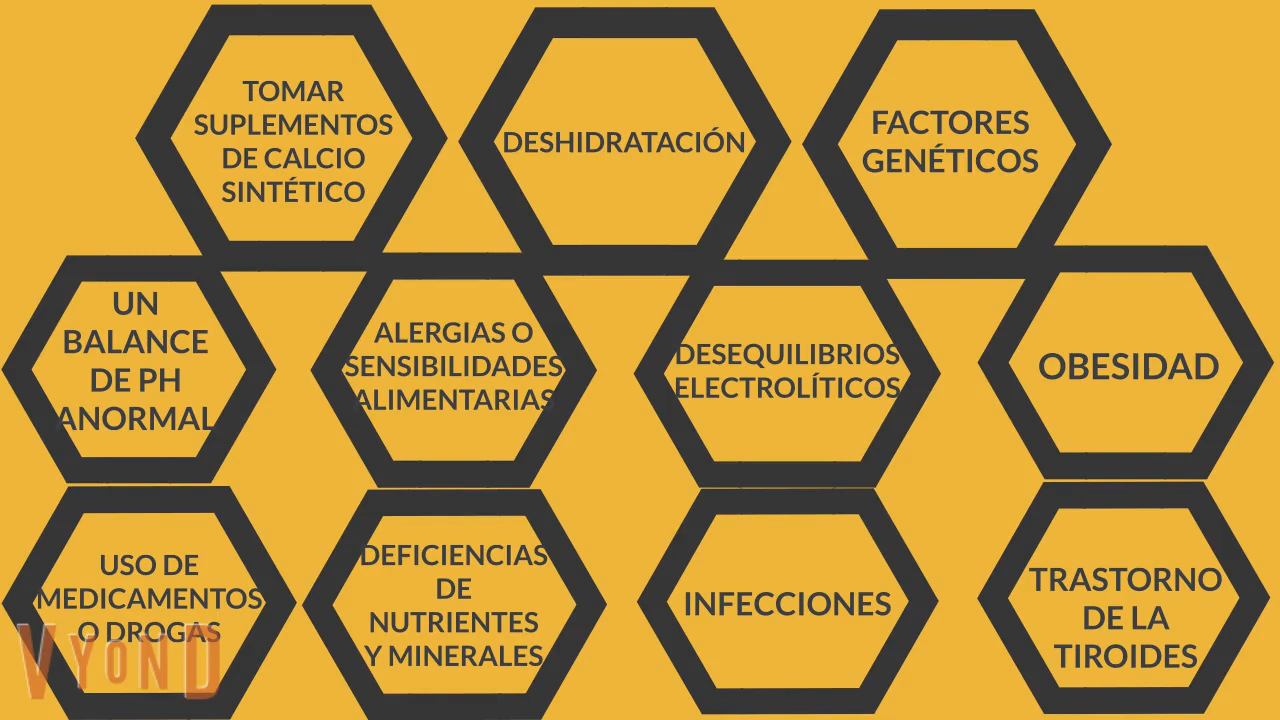 TOMAR
SUPLEMENTOS
DE CALCIO
SINTÉTICO
DESHIDRATACIÓN
FACTORES
GENÉTICOS
UN
BALANCE
DE PH
ANORMAL
ALERGIAS O
SENSIBILIDADES
ALIMENTARIAS
DESEQUILIBRIOS
ELECTROLÍTICOS
OBESIDAD
USO DE
MEDICAMENTOS
O DROGAS
DEFICIENCIAS
DE
NUTRIENTES
Y MINERALES
INFECCIONES
TRASTORNO
DE LA
TIROIDES
VYOND